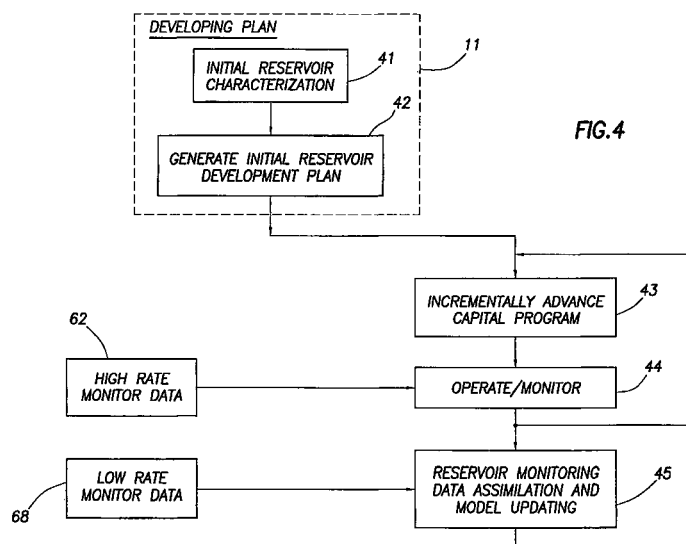 DEVELOPING PLAN
11
INITIAL RESERVOIR
CHARACTERIZATION
41
42
GENERATE INITIAL RESERVOIR
DEVELOPMENT PLAN
FIG.4
INCREMENTALLY ADVANCE
CAPITAL PROGRAM
43
62
HIGH RATE
MONITOR DATA
OPERATE/MONITOR
44
LOW RATE
MONITOR DATA
68
RESERVOIR MONITORING
DATA ASSIMILATION AND
MODEL UPDATING
45